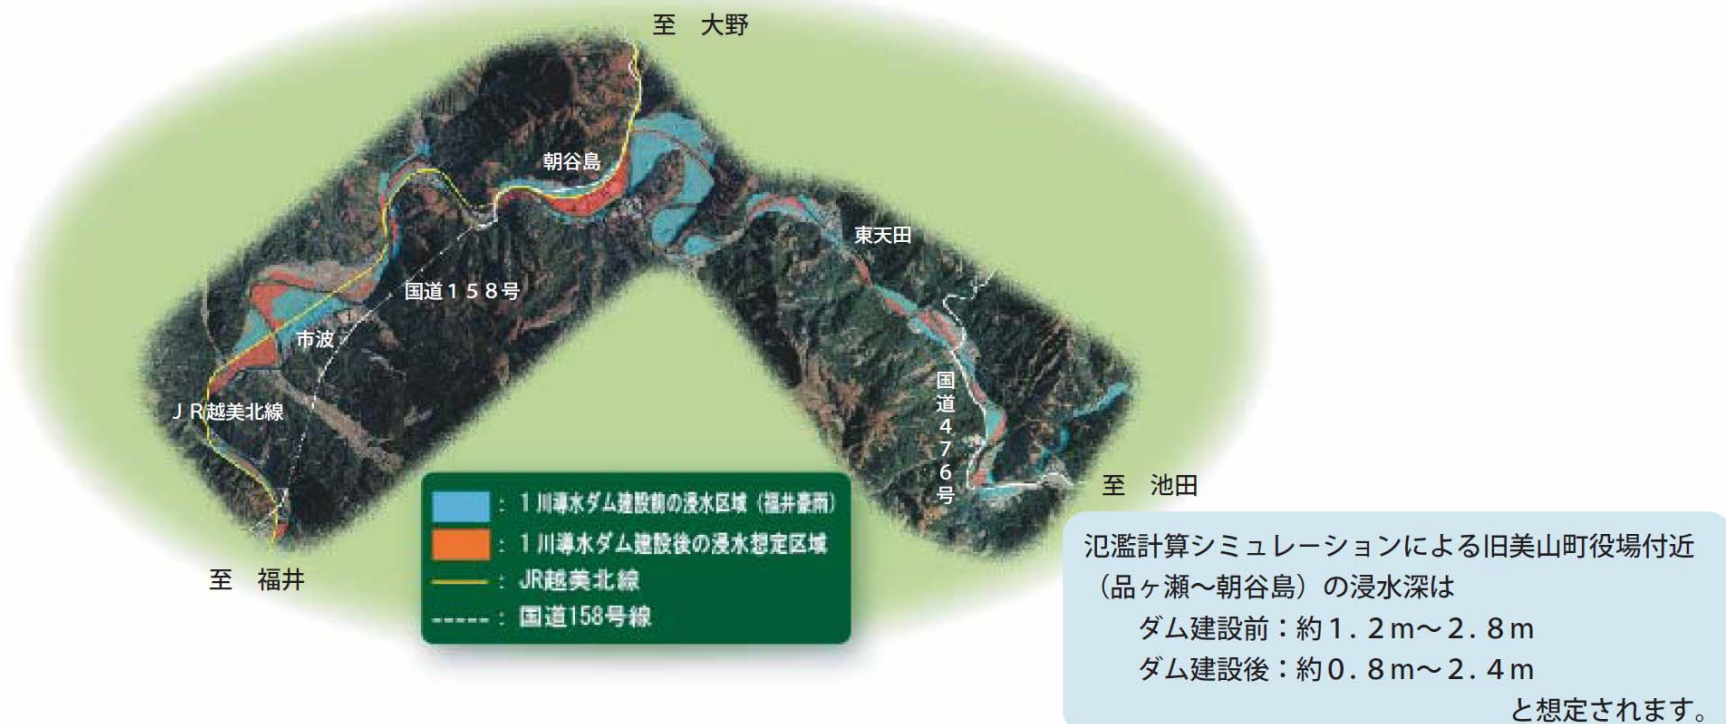 至　大野
朝谷島
東天田
国道１５８号
市波
国道４７６号
ＪＲ越美北線
至　池田
至　福井
：１川導水ダム建設前の浸水区域（福井豪雨）
：１川導水ダム建設後の浸水想定区域
：JR越美北線
：国道158号線
氾濫計算シミュレーションによる旧美山町役場付近
（品ヶ瀬～朝谷島）の浸水深は
ダム建設前：約１．２ｍ～２．８ｍ
ダム建設後：約０．８ｍ～２．４ｍ
と想定されます。